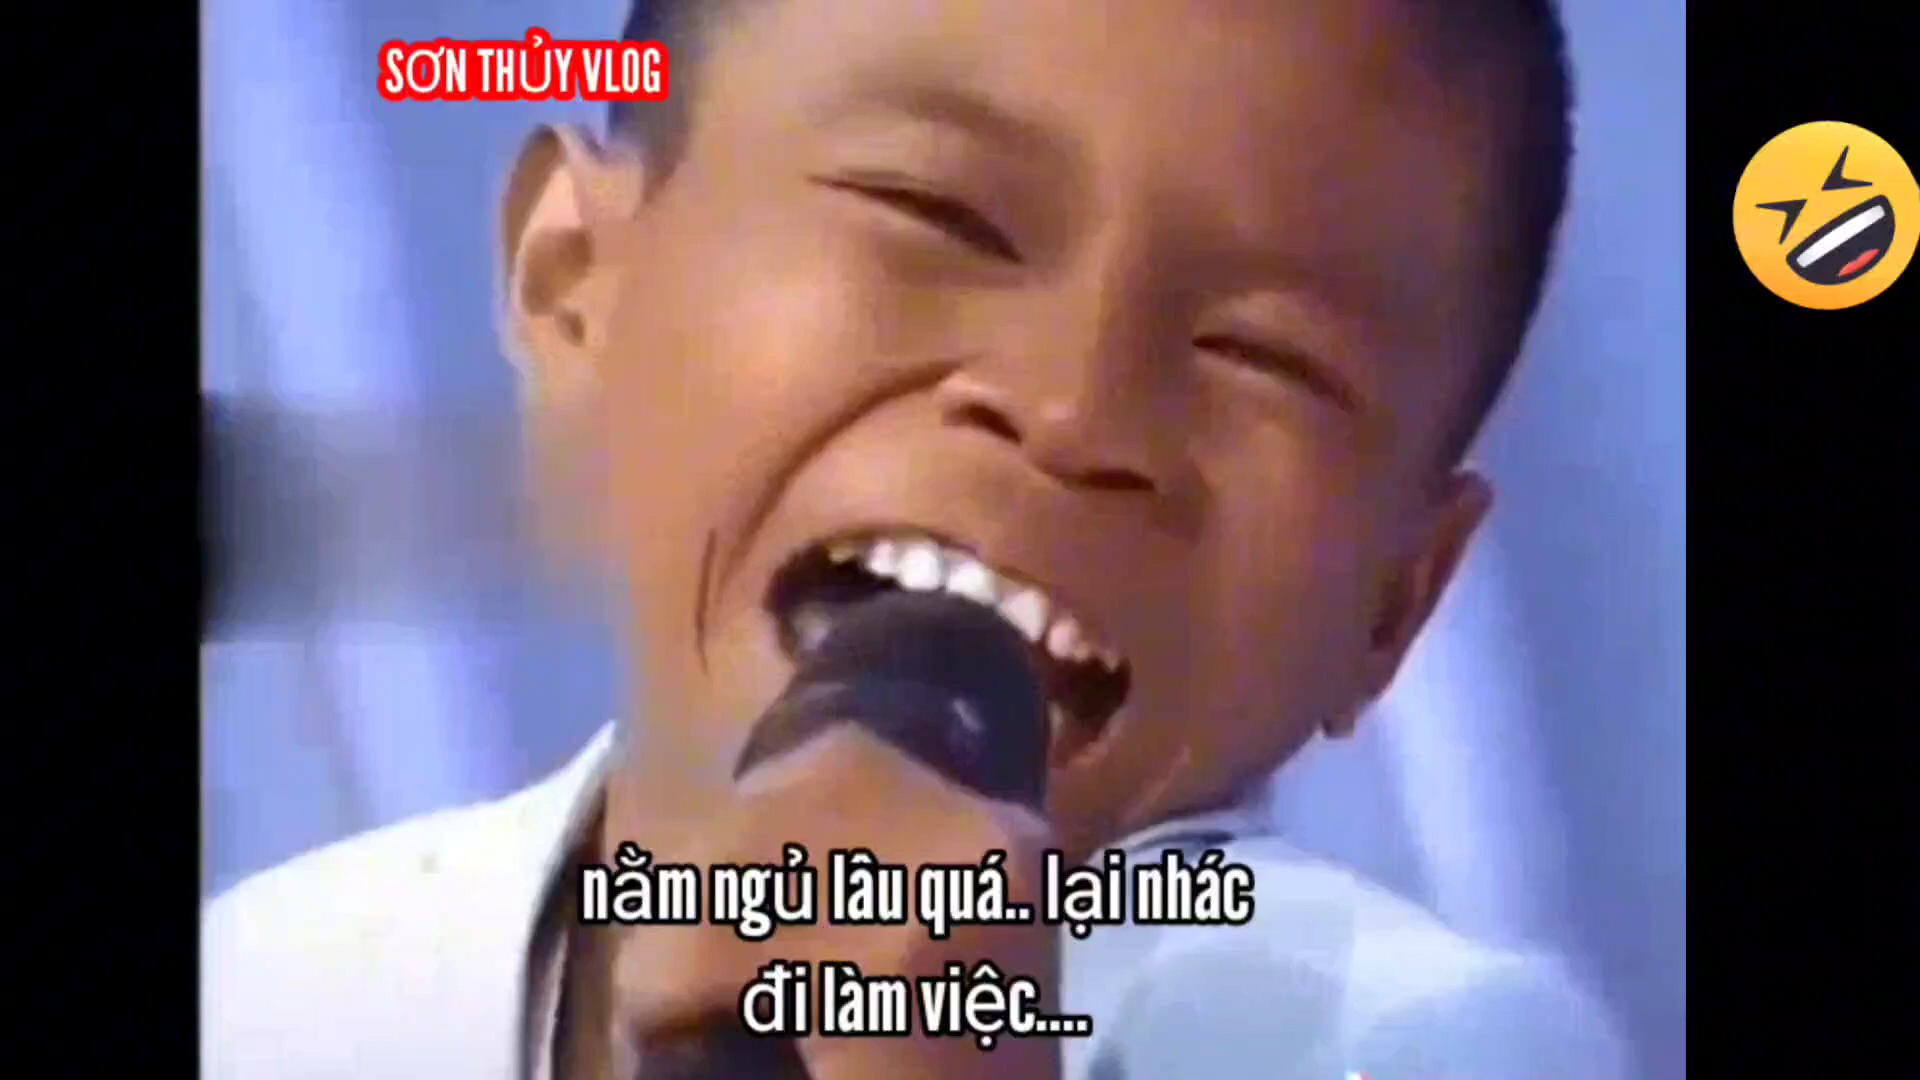 SƠN THỦY VLOG
nằm ngủ lâu quá.. lại nhác
đi làm việc....